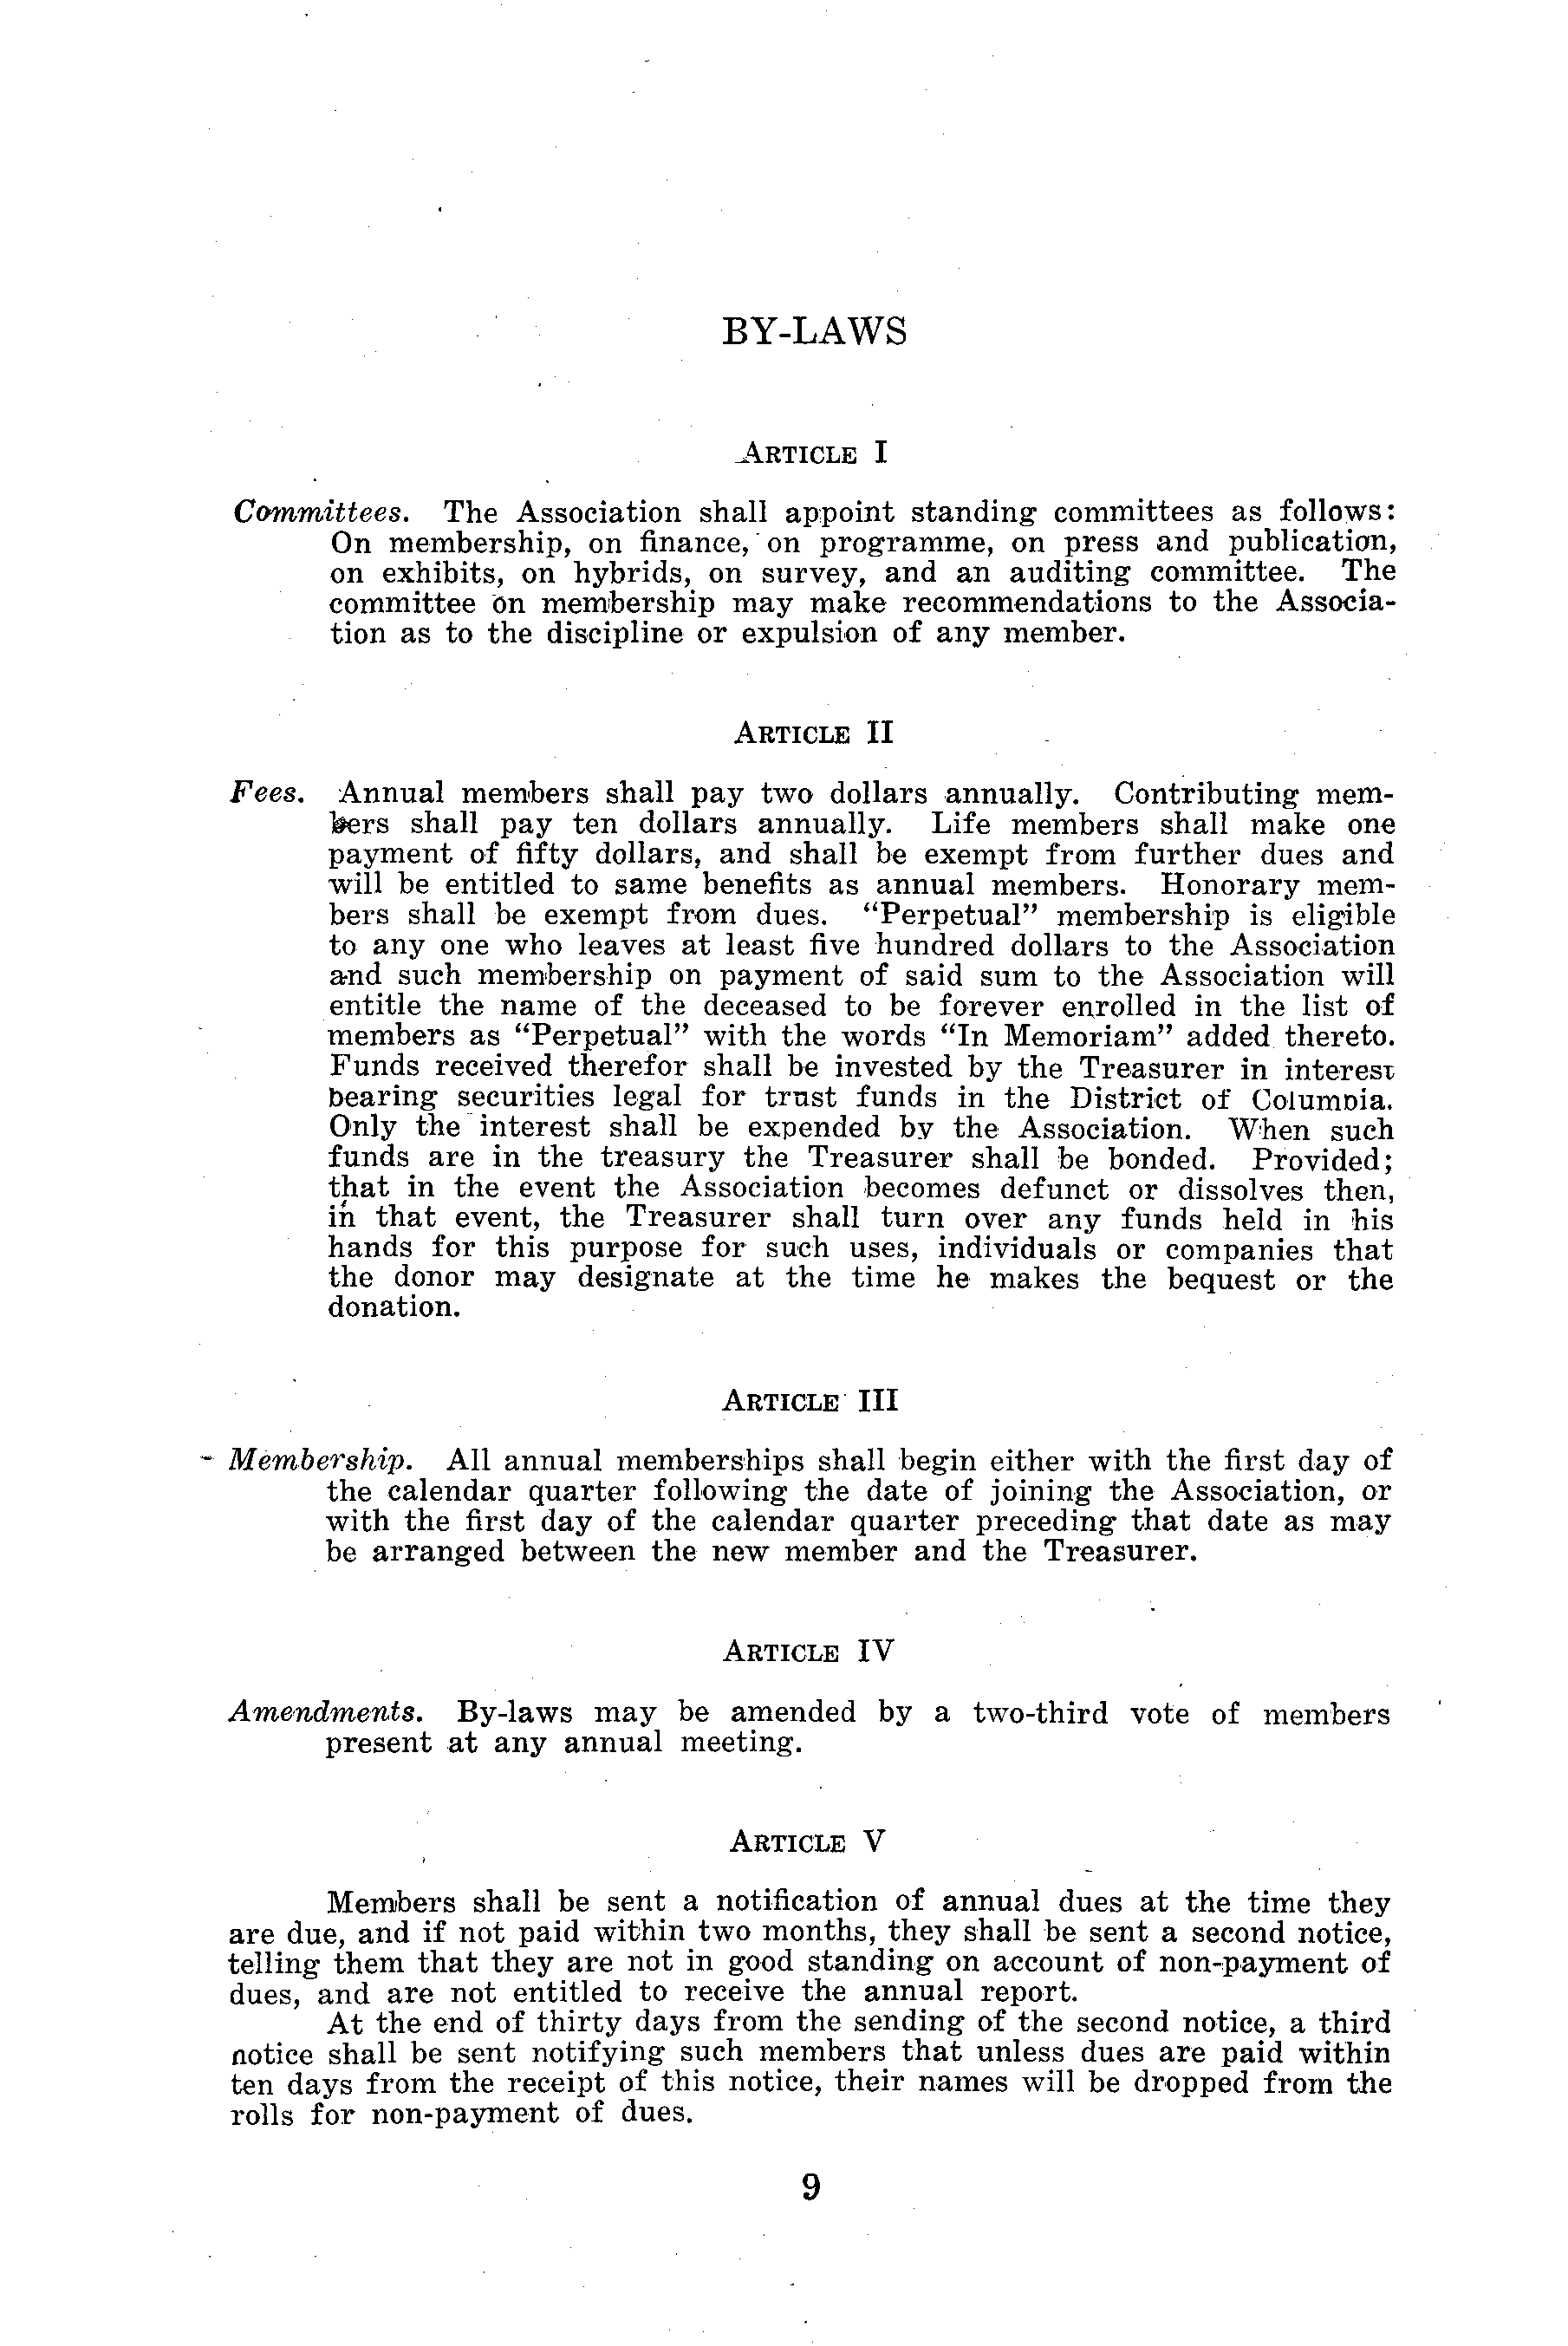 BY-LAWS
ARTICLE I
Committees. The Association shall appoint standing committees as follows:
On membership, on finance, on programme, on press and publication,
on exhibits, on hybrids, on survey, and an auditing committee. The
committee on membership may make recommendations to the Associa-
tion as to the discipline or expulsion of any member.
ARTICLE II
Fees. Annual members shall pay two dollars annually. Contributing mem-
bers shall pay ten dollars annually. Life members shall make one
payment of fifty dollars, and shall be exempt from further dues and
will be entitled to same benefits as annual members. Honorary mem-
bers shall be exempt from dues. “Perpetual” membership is eligible
to any one who leaves at least five hundred dollars to the Association
and such membership on payment of said sum to the Association will
entitle the name of the deceased to be forever enrolled in the list of
members as “Perpetual” with the words “In Memoriam” added thereto.
Funds received therefor shall be invested by the Treasurer in interest
bearing securities legal for trust funds in the District of Columbia.
Only the interest shall be expended by the Association. When such
funds are in the treasury the Treasurer shall be bonded. Provided;
that in the event the Association becomes defunct or dissolves then,
in that event, the Treasurer shall turn over any funds held in his
hands for this purpose for such uses, individuals or companies that
the donor may designate at the time he makes the bequest or the
donation.
ARTICLE III
Membership. All annual memberships shall begin either with the first day of
the calendar quarter following the date of joining the Association, or
with the first day of the calendar quarter preceding that date as may
be arranged between the new member and the Treasurer.
ARTICLE IV
Amendments. By-laws may be amended by a two-third vote of members
present at any annual meeting.
ARTICLE V
Members shall be sent a notification of annual dues at the time they
are due, and if not paid within two months, they shall be sent a second notice,
telling them that they are not in good standing on account of non-payment of
dues, and are not entitled to receive the annual report.
At the end of thirty days from the sending of the second notice, a third
notice shall be sent notifying such members that unless dues are paid within
ten days from the receipt of this notice, their names will be dropped from the
rolls for non-payment of dues.
9